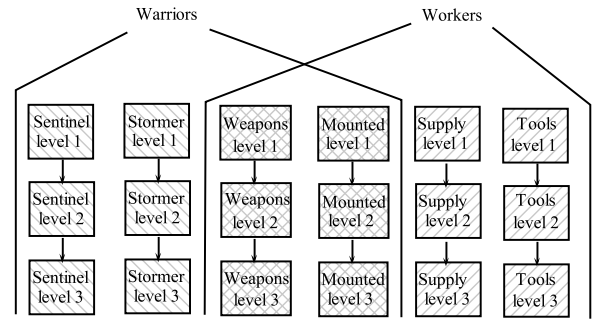 Warriors
Workers
Sentinel
level 1
Stormer
level 1
Weapons
level 1
Mounted
level 1
Supply
level 1
Tools
level 1
Sentinel
level 2
Stormer
level 2
Weapons
level 2
Mounted
level 2
Supply
level 2
Tools
level 2
Sentinel
level 3
Stormer
level 3
Weapons
level 3
Mounted
level 3
Supply
level 3
Tools
level 3